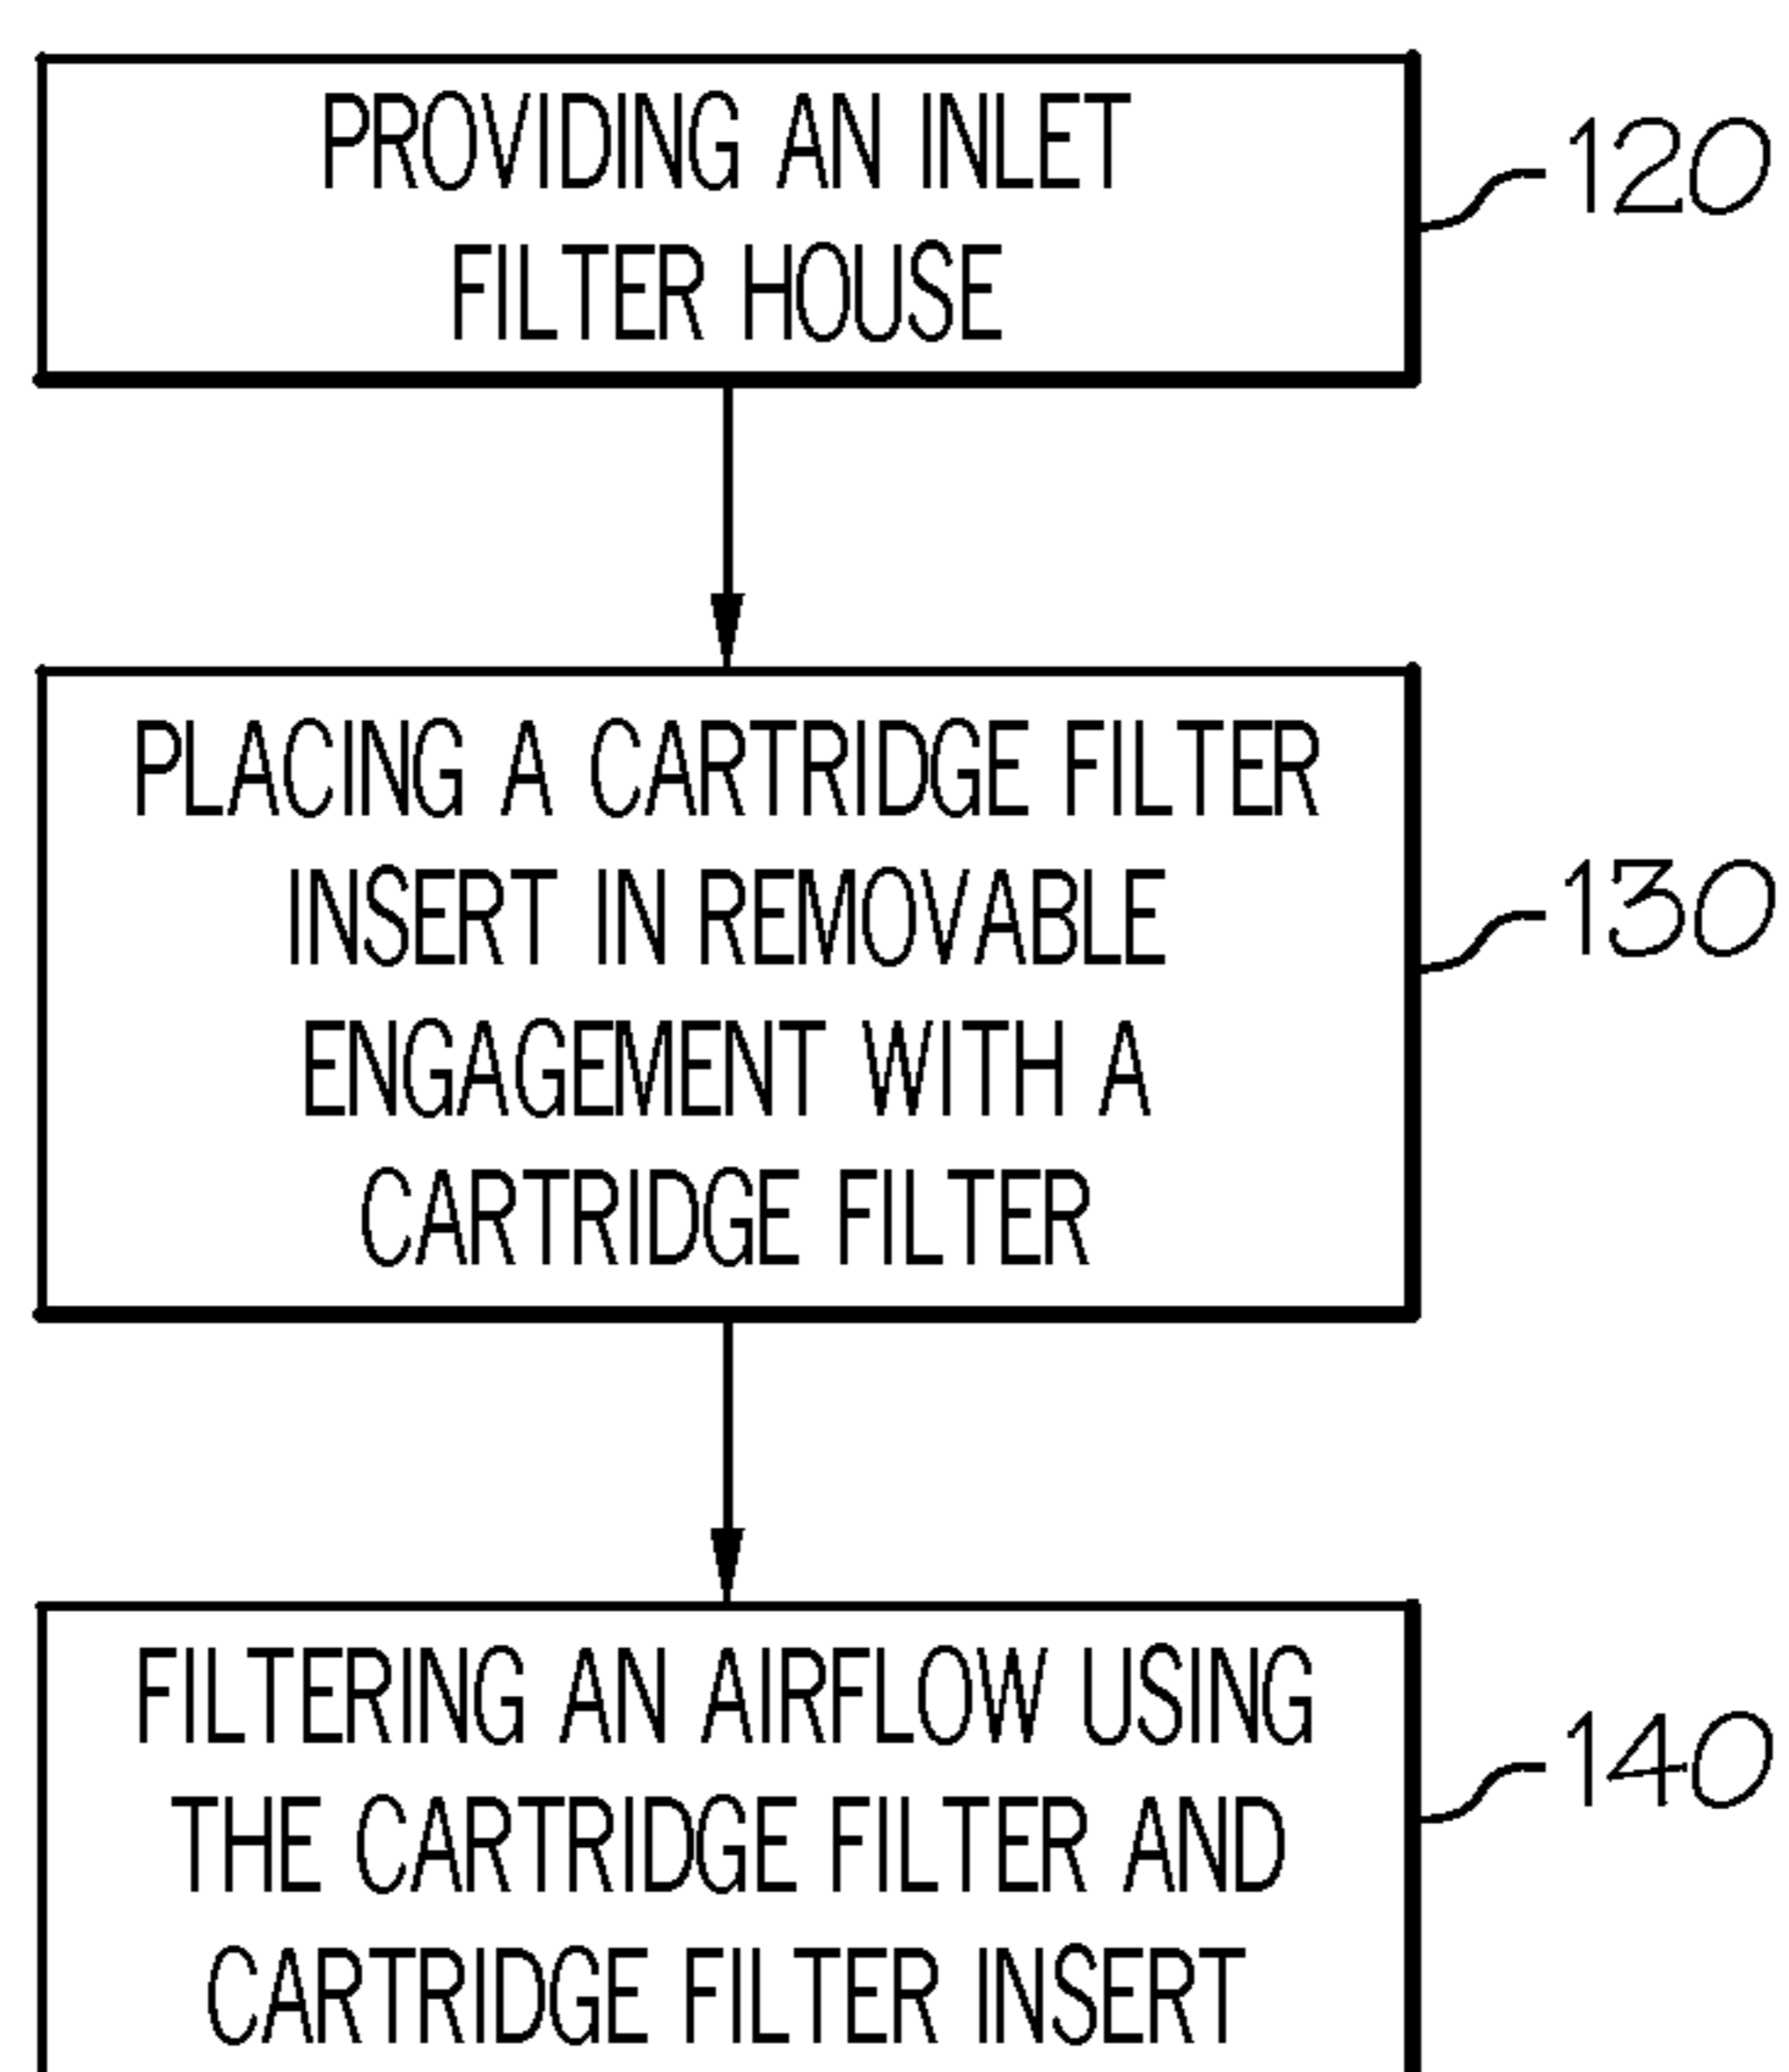 PROVIDING AN INLET
FILTER HOUSE
120
PLACING A CARTRIDGE FILTER
INSERT IN REMOVABLE
ENGAGEMENT WITH A
CARTRIDGE FILTER
130
FILTERING AN AIRFLOW USING
THE CARTRIDGE FILTER AND
CARTRIDGE FILTER INSERT
140